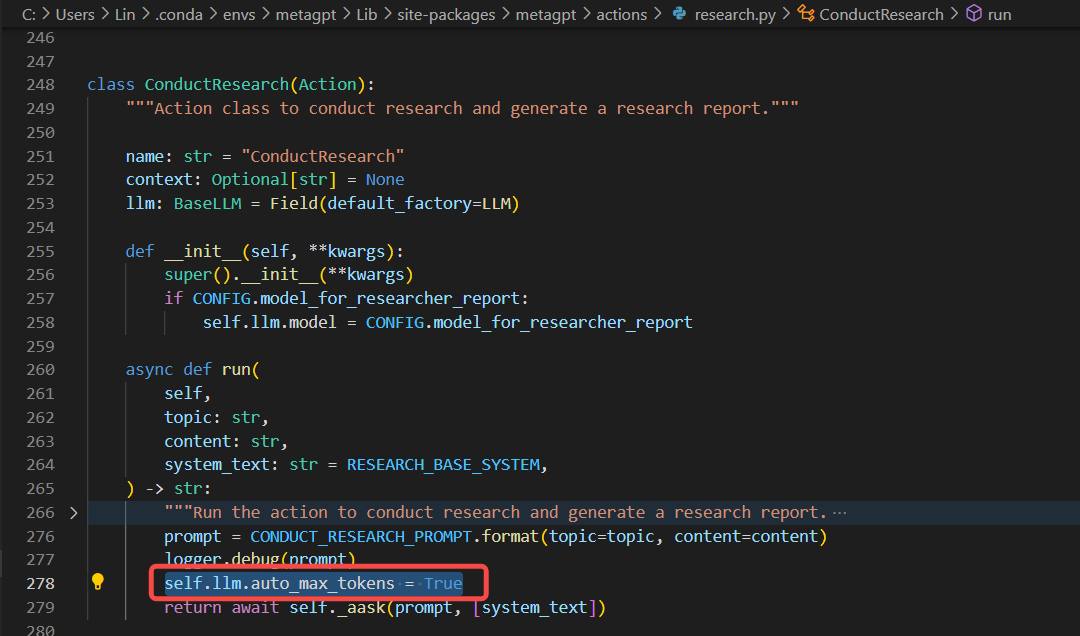 C: > Users > Lin > .conda > envs > metagpt > Lib > site-packages > metagpt > actions > research.py > ConductResearch > run
246
247
248 class ConductResearch(Action):
249     """Action class to conduct research and generate a research report."""
250
251     name: str = "ConductResearch"
252     context: Optional[str] = None
253     llm: BaseLLM = Field(default_factory=LLM)
254
255     def __init__(self, **kwargs):
256         super().__init__(**kwargs)
257         if CONFIG.model_for_researcher_report:
258             self.llm.model = CONFIG.model_for_researcher_report
259
260     async def run(
261         self,
262         topic: str,
263         content: str,
264         system_text: str = RESEARCH_BASE_SYSTEM,
265     ) -> str:
266 >         """Run the action to conduct research and generate a research report. ···
276         prompt = CONDUCT_RESEARCH_PROMPT.format(topic=topic, content=content)
277         logger.debug(prompt)
278         self.llm.auto_max_tokens = True
279         return await self._aask(prompt, [system_text])
280